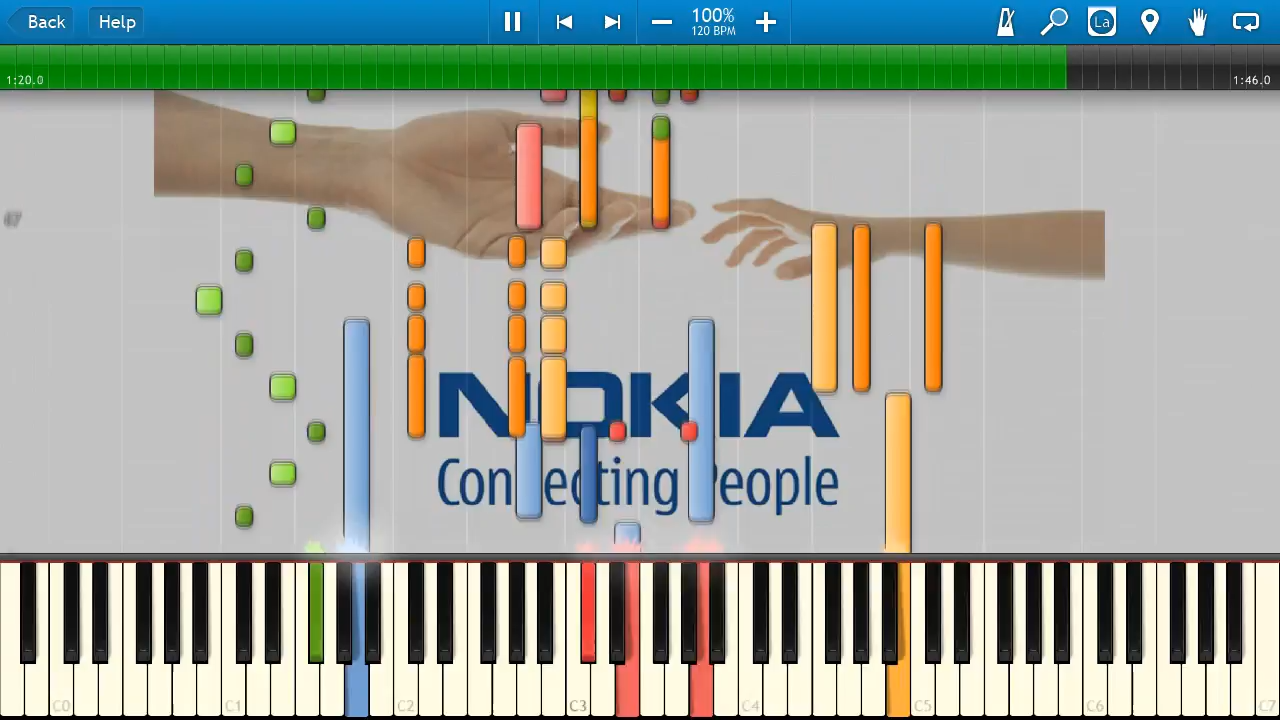 Back
Help
100%
120 BPM
La
1:20.0
1:46.0
47
NOKIA
Connecting People
C0
C1
C2
C3
C4
C5
C6
C7